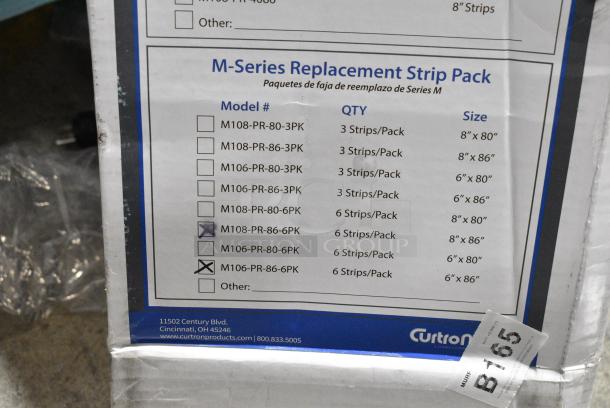 8" Strips
Other:
M-Series Replacement Strip Pack
Paquetes de faja de reemplazo de Series M
Model # QTY Size
M108-PR-80-3PK 3 Strips/Pack 8" x 80"
M108-PR-86-3PK 3 Strips/Pack 8" x 86"
M106-PR-80-3PK 3 Strips/Pack 6" x 80"
M106-PR-86-3PK 3 Strips/Pack 6" x 86"
M108-PR-80-6PK 6 Strips/Pack 8" x 80"
M108-PR-86-6PK 6 Strips/Pack 8" x 86"
M106-PR-80-6PK 6 Strips/Pack 6" x 80"
M106-PR-86-6PK 6 Strips/Pack 6" x 86"
Other:
11502 Century Blvd.
Cincinnati, OH 45246
www.curtronproducts.com | 800.833.5005
Curtron
B165